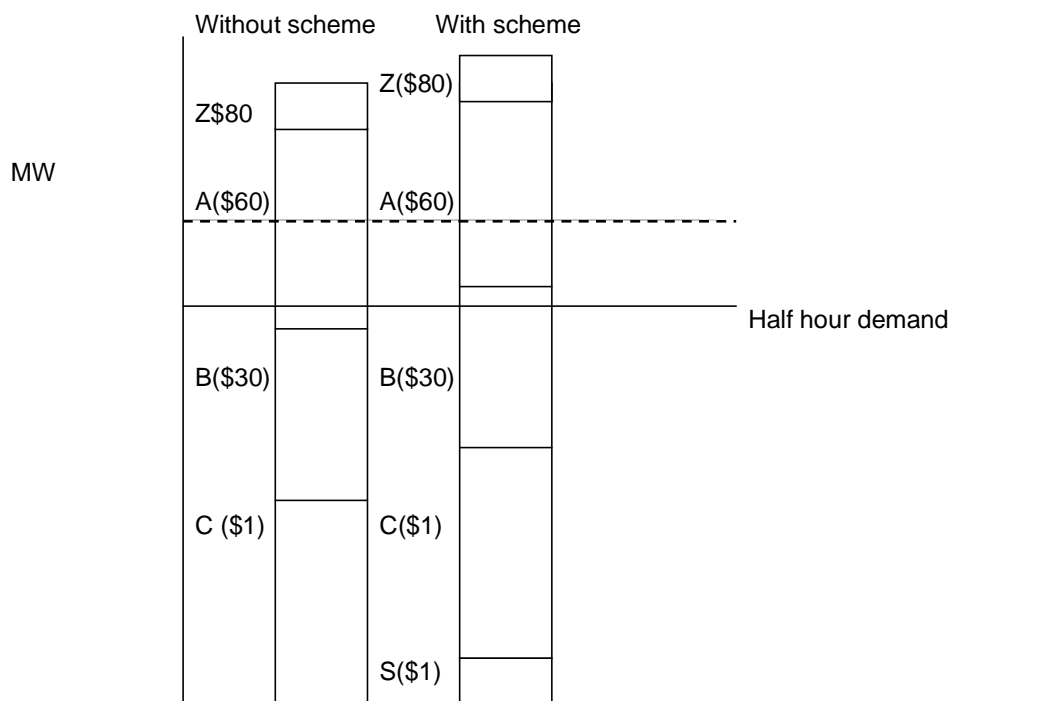 Without scheme
With scheme
Z($80)
Z$80
MW
A($60)
A($60)
Half hour demand
B($30)
B($30)
C ($1)
C($1)
S($1)